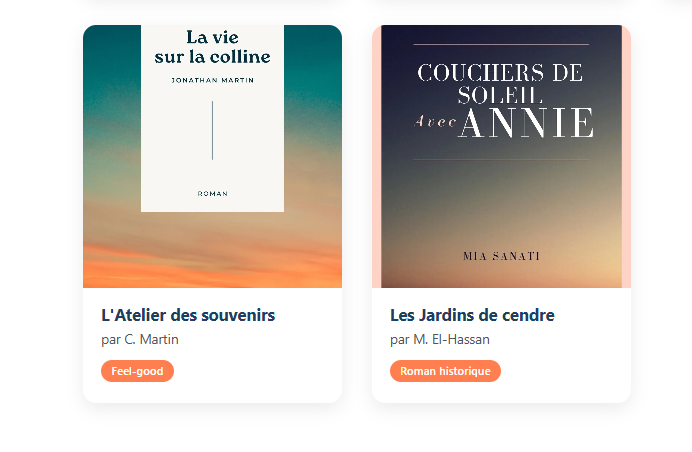 La vie
sur la colline
JONATHAN MARTIN
ROMAN
L'Atelier des souvenirs
par C. Martin
Feel-good
COUCHERS DE
SOLEIL
Avec ANNIE
MIA SANATI
Les Jardins de cendre
par M. El-Hassan
Roman historique